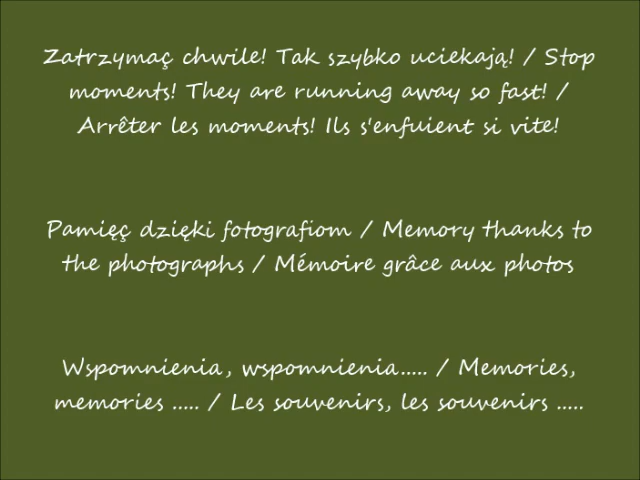 Zatrzymaç chwile! Tak szybko uciekają! / Stop
moments! They are running away so fast! /
Arrêter les moments! Ils s'enfuient si vite!
Pamięç dzięki fotografiom / Memory thanks to
the photographs / Mémoire grâce aux photos
Wspomnienia, wspomnienia..... / Memories,
memories ..... / Les souvenirs, les souvenirs .....